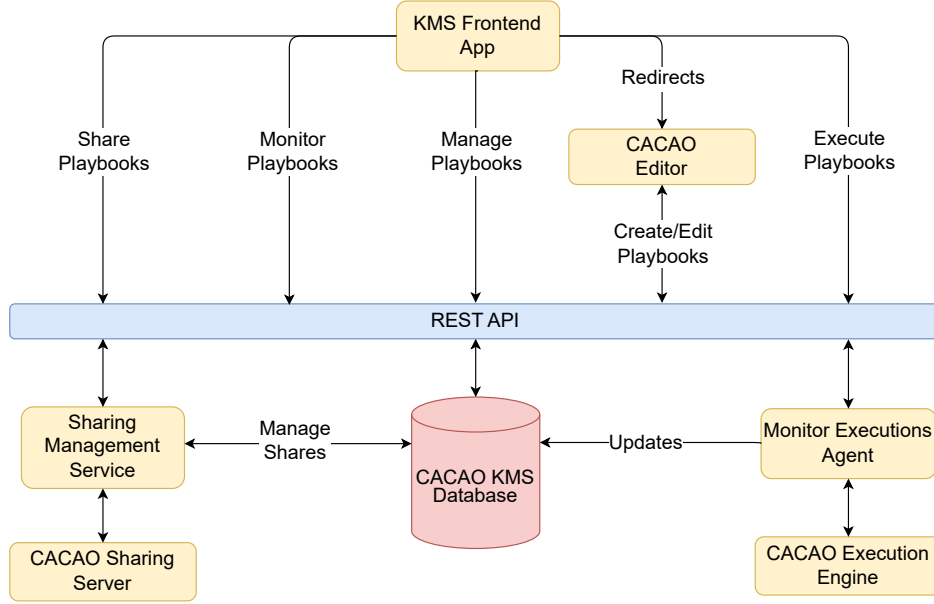 KMS Frontend
App
Redirects
Share
Playbooks
Monitor
Playbooks
Manage
Playbooks
CACAO
Editor
Execute
Playbooks
Create/Edit
Playbooks
REST API
Sharing
Management
Service
Manage
Shares
CACAO KMS
Database
Updates
Monitor Executions
Agent
CACAO Sharing
Server
CACAO Execution
Engine